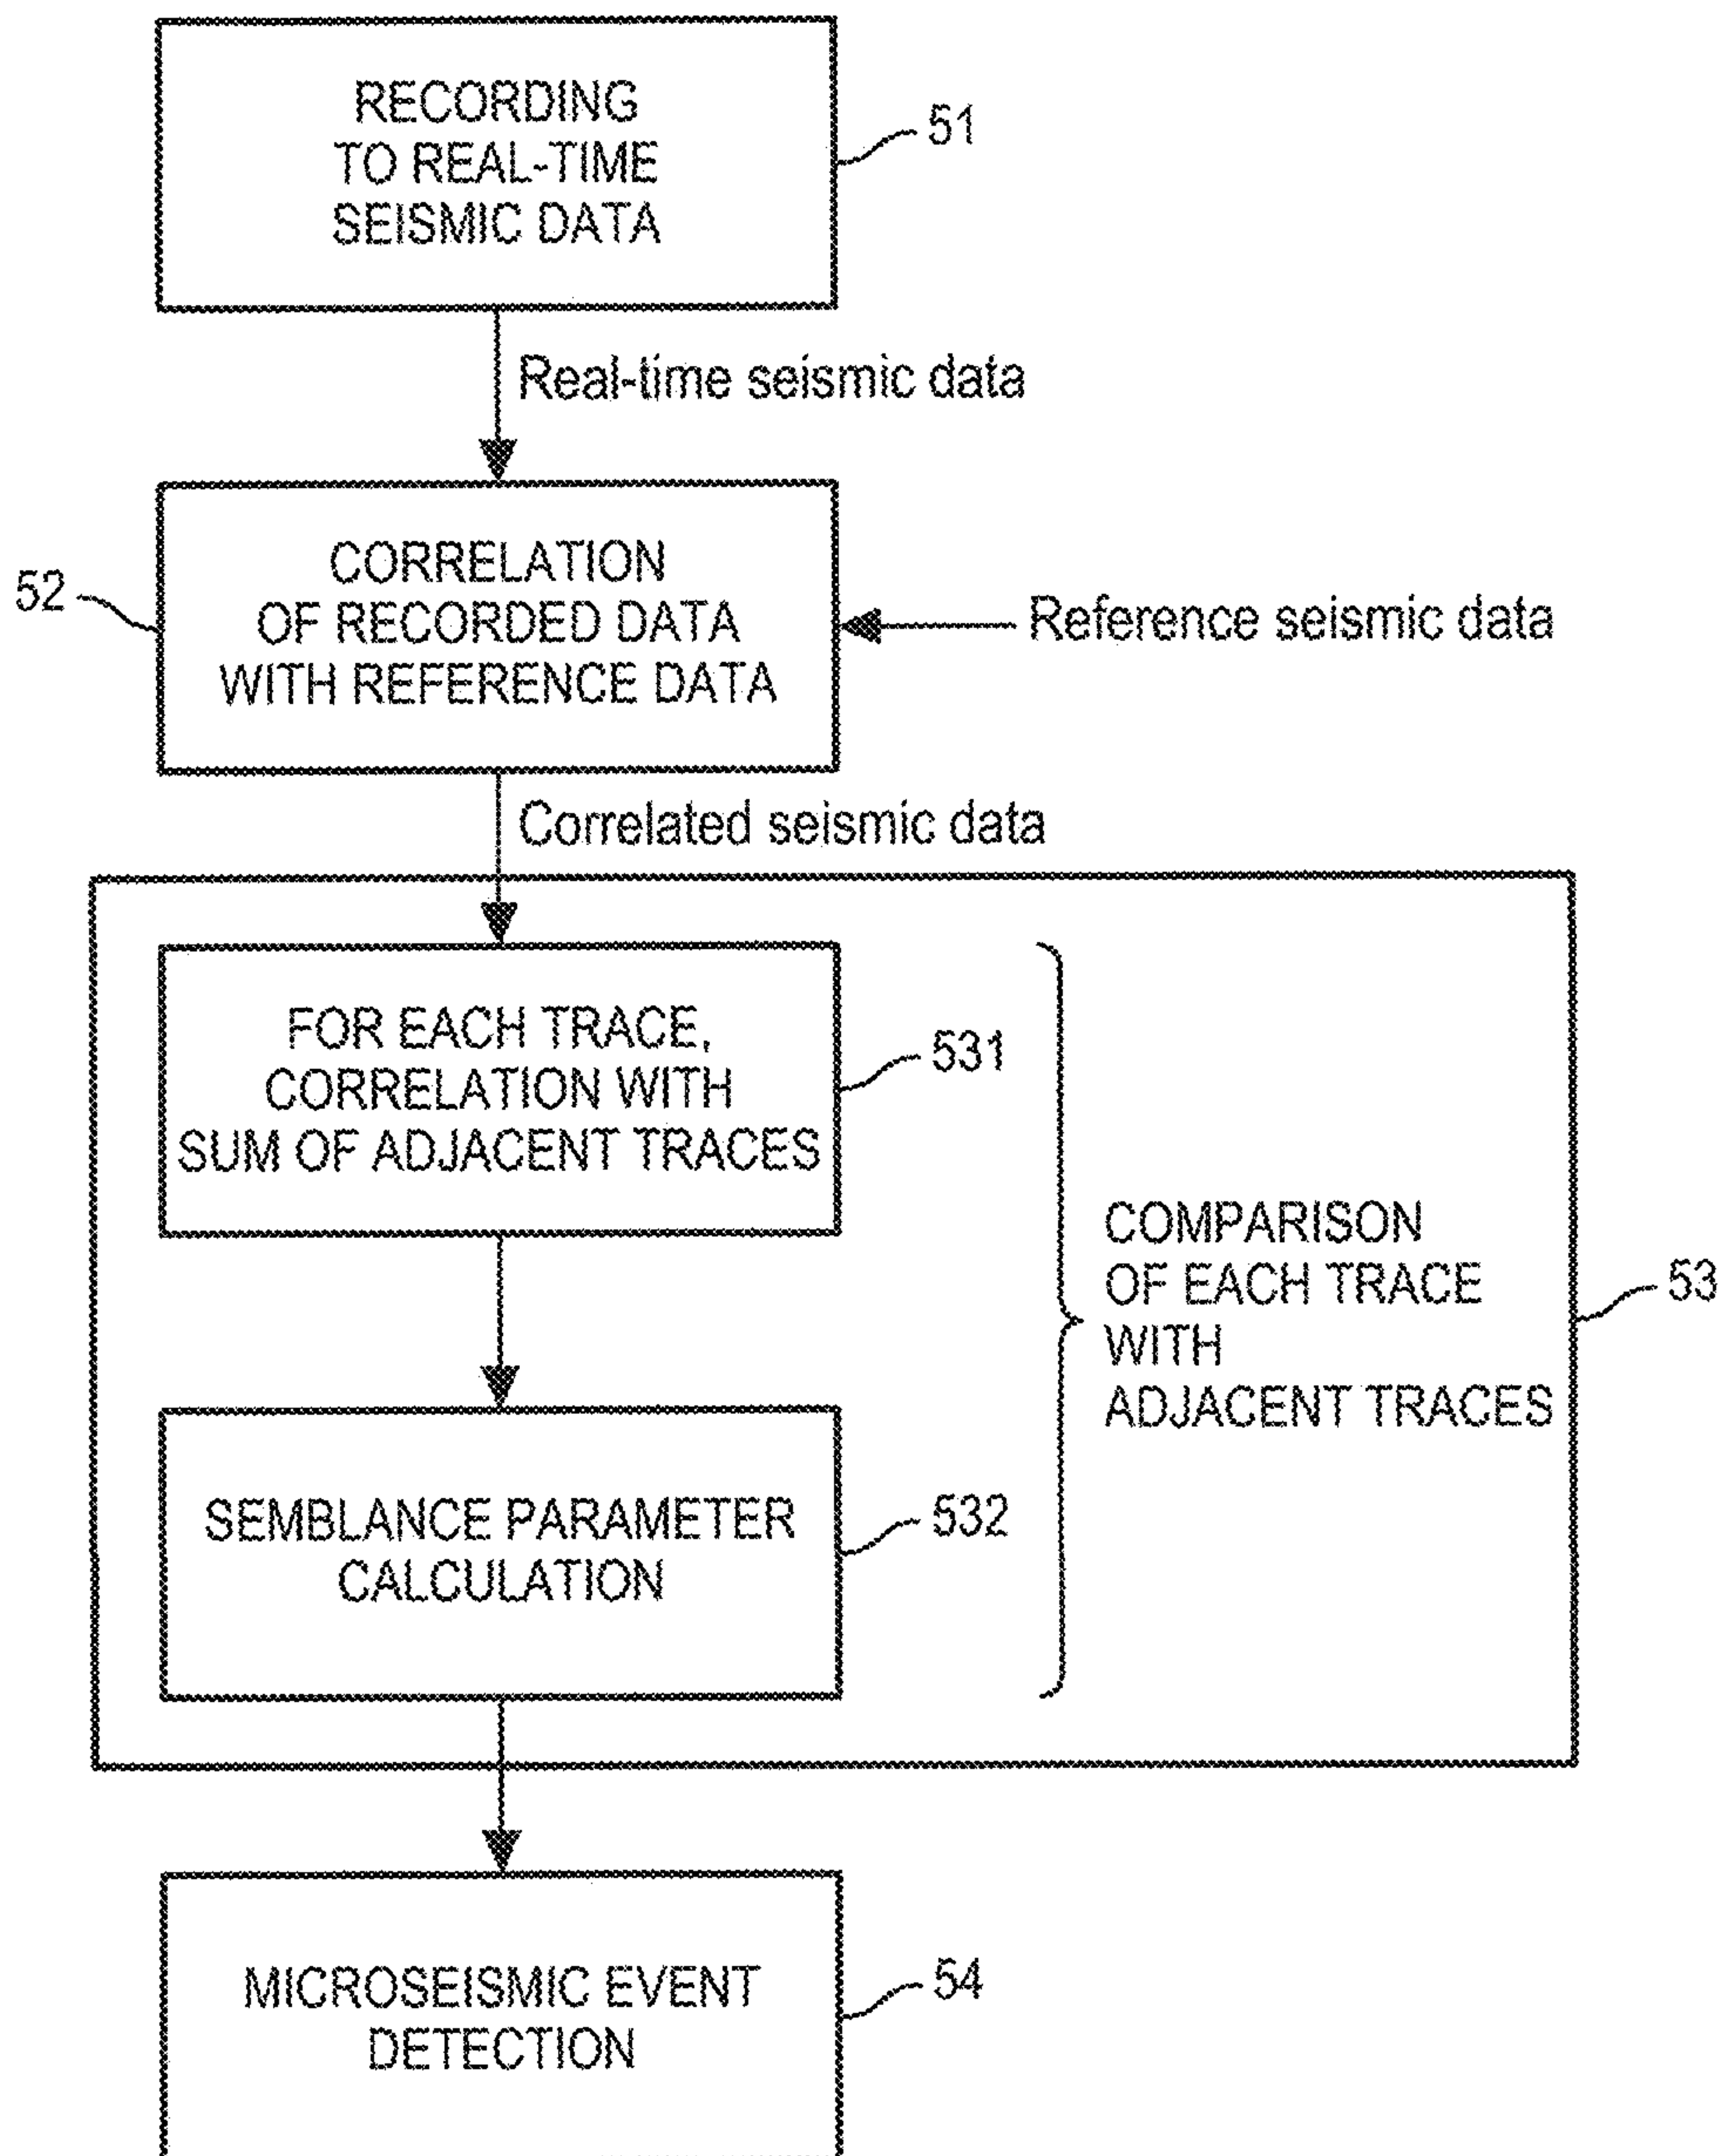 RECORDING
TO REAL-TIME
SEISMIC DATA
51
Real-time seismic data
52
CORRELATION
OF RECORDED DATA
WITH REFERENCE DATA
Reference seismic data
Correlated seismic data
FOR EACH TRACE,
CORRELATION WITH
SUM OF ADJACENT TRACES
531
COMPARISON
OF EACH TRACE
WITH
ADJACENT TRACES
53
SEMBLANCE PARAMETER
CALCULATION
532
MICROSEISMIC EVENT
DETECTION
54